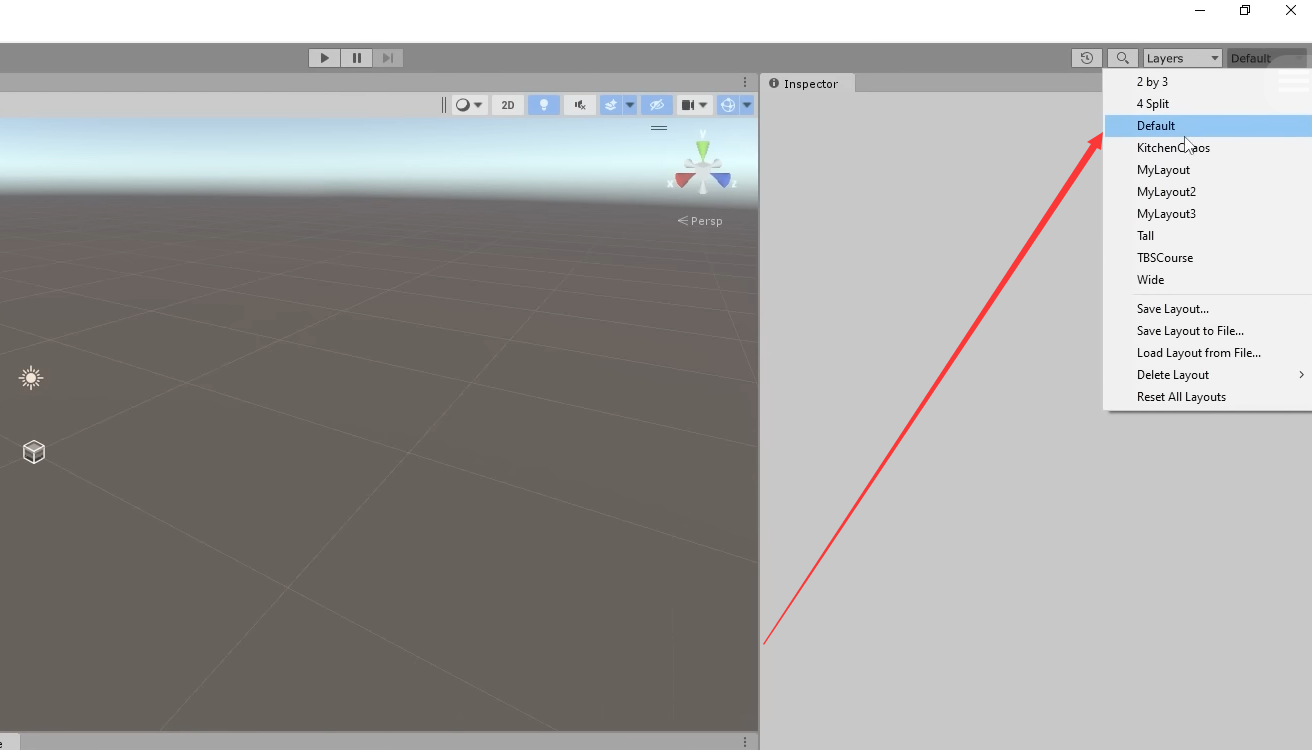 Layers
Default
Inspector
2D
2 by 3
4 Split
Default
KitchenChaos
MyLayout
MyLayout2
MyLayout3
Tall
TBSCourse
Wide
Save Layout...
Save Layout to File...
Load Layout from File...
Delete Layout
Reset All Layouts
y
x
z
Persp
e